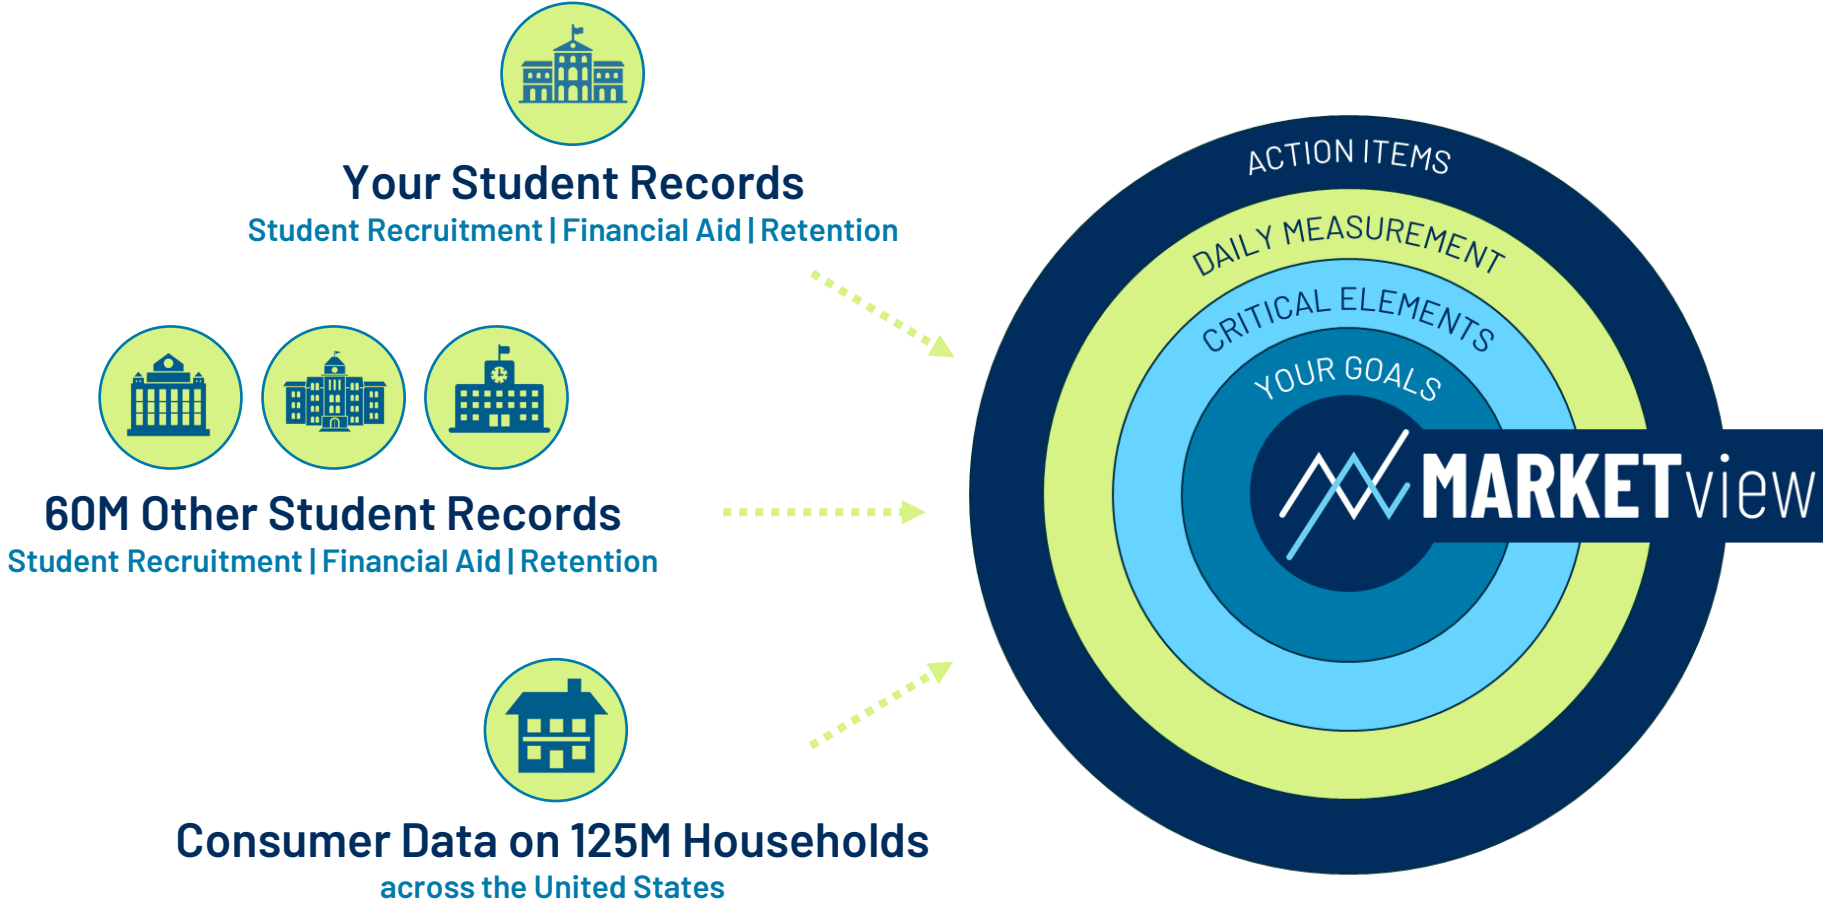 Your Student Records
Student Recruitment | Financial Aid | Retention
60M Other Student Records
Student Recruitment | Financial Aid | Retention
Consumer Data on 125M Households
across the United States
ACTION ITEMS
DAILY MEASUREMENT
CRITICAL ELEMENTS
YOUR GOALS
MARKETview